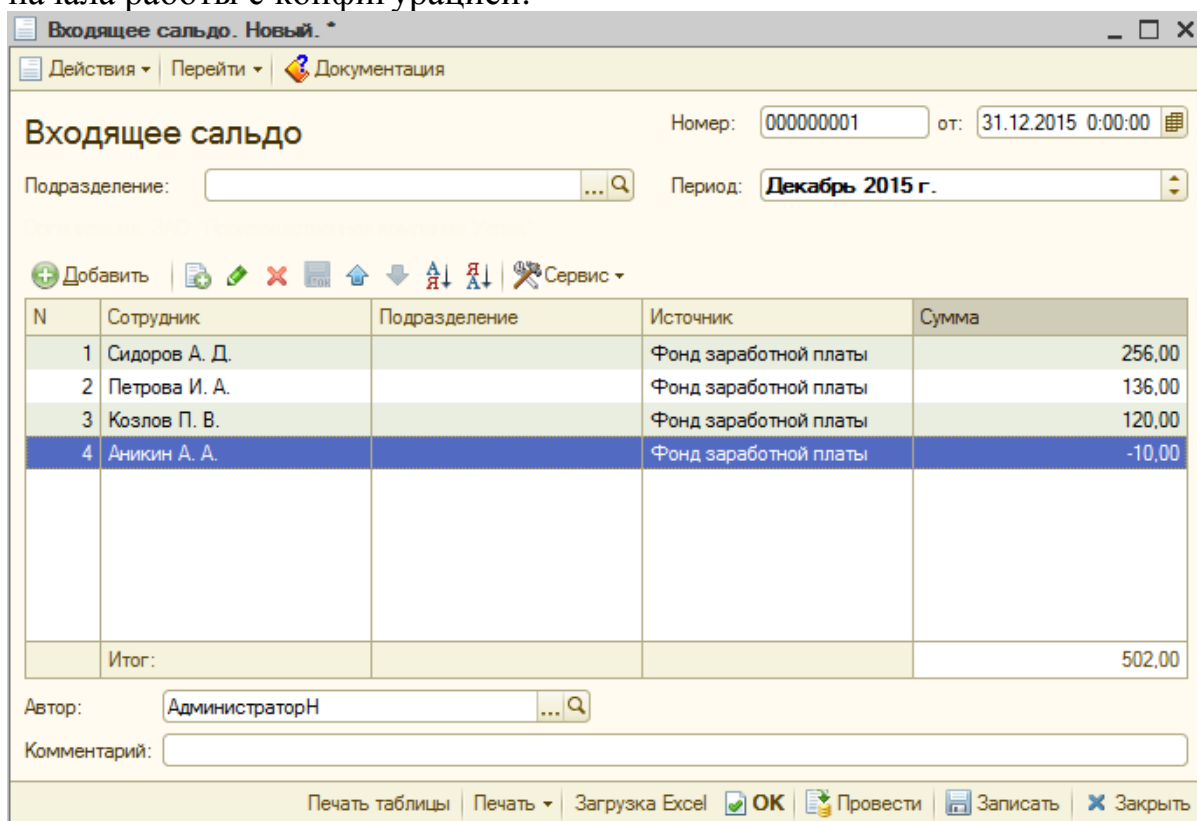 начала работы с конфигурацией.
Входящее сальдо. Новый. *
Действия Перейти Документация
Входящее сальдо Номер: 000000001 от: 31.12.2015 0:00:00
Подразделение: ... Период: Декабрь 2015 г.
Добавить Сервис
N Сотрудник Подразделение Источник Сумма
1 Сидоров А. Д. Фонд заработной платы 256,00
2 Петрова И. А. Фонд заработной платы 136,00
3 Козлов П. В. Фонд заработной платы 120,00
4 Аникин А. А. Фонд заработной платы -10,00
Итог: 502,00
Автор: АдминистраторН ...
Комментарий:
Печать таблицы Печать Загрузка Excel OK Провести Записать Закрыть